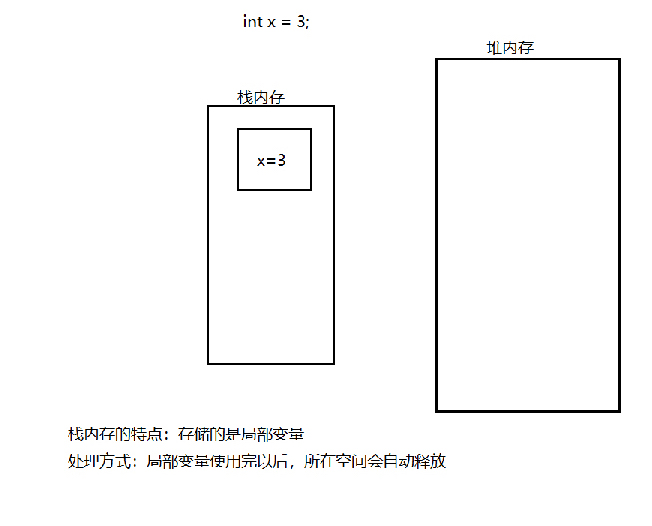 int x = 3;
堆内存
栈内存
x=3
栈内存的特点：存储的是局部变量
处理方式：局部变量使用完以后，所在空间会自动释放